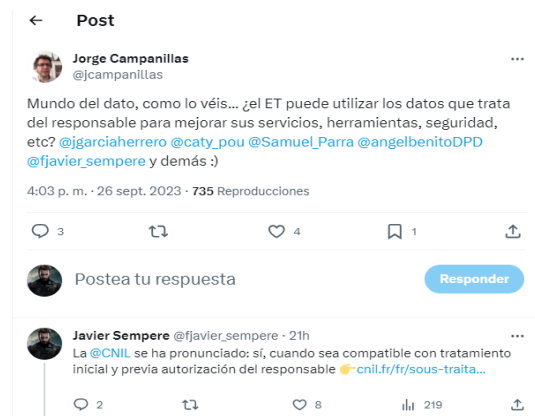 Post
Jorge Campanillas
@jcampanillas
Mundo del dato, como lo véis... ¿el ET puede utilizar los datos que trata
del responsable para mejorar sus servicios, herramientas, seguridad,
etc? @jgarciaherrero @caty_pou @Samuel_Parra @angelbenitoDPD
@fjavier_sempere y demás :)
4:03 p. m. · 26 sept. 2023 · 735 Reproducciones
3 4 1
Postea tu respuesta
Responder
Javier Sempere @fjavier_sempere · 21h
La @CNIL se ha pronunciado: sí, cuando sea compatible con tratamiento
inicial y previa autorización del responsable 👉cnil.fr/fr/sous-traita...
2 8 219